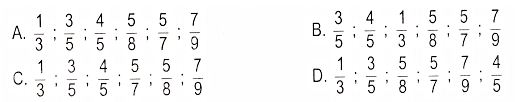 A. 1/3 ; 3/5 ; 4/5 ; 5/8 ; 5/7 ; 7/9
B. 3/5 ; 4/5 ; 1/3 ; 5/8 ; 5/7 ; 7/9
C. 1/3 ; 3/5 ; 4/5 ; 5/7 ; 5/8 ; 7/9
D. 1/3 ; 3/5 ; 5/8 ; 5/7 ; 7/9 ; 4/5